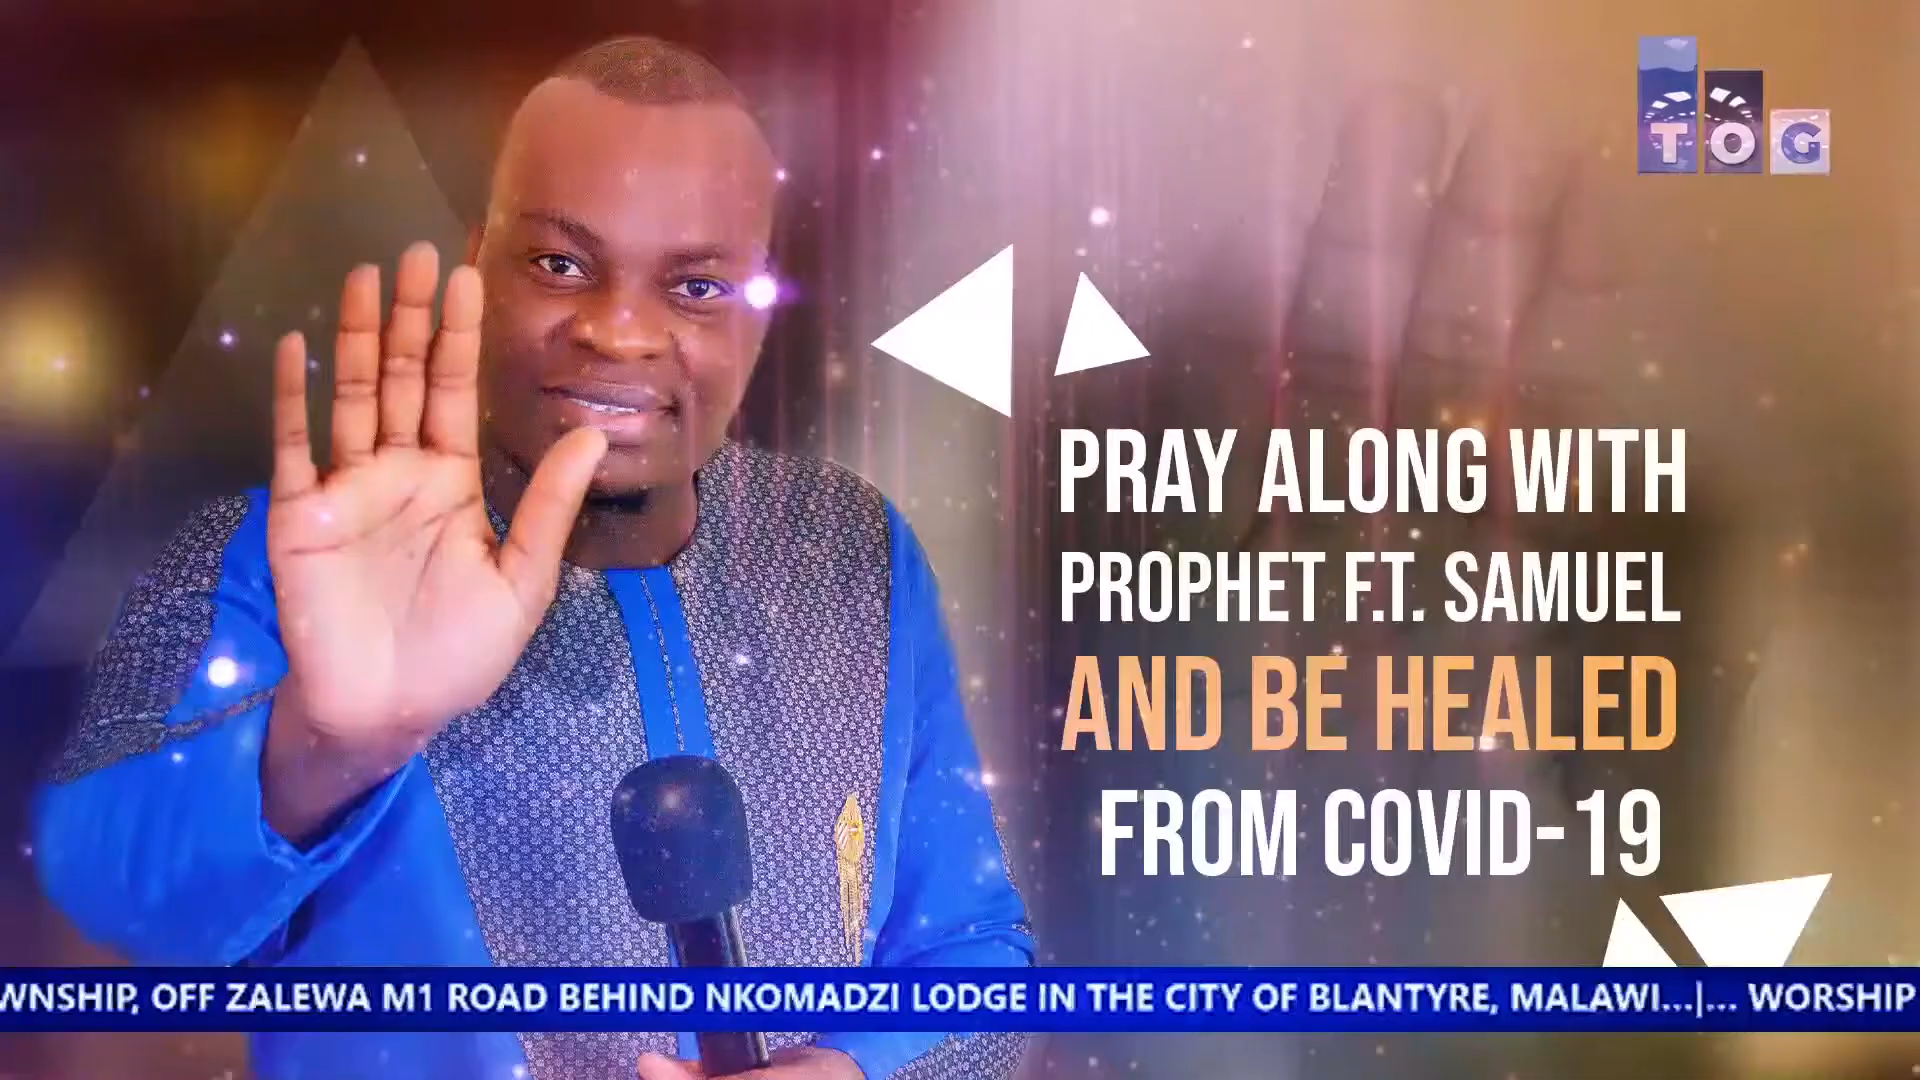 TOG
PRAY ALONG WITH
PROPHET F.T. SAMUEL
AND BE HEALED
FROM COVID-19
WNSHIP, OFF ZALEWA M1 ROAD BEHIND NKOMADZI LODGE IN THE CITY OF BLANTYRE, MALAWI...|... WORSHIP